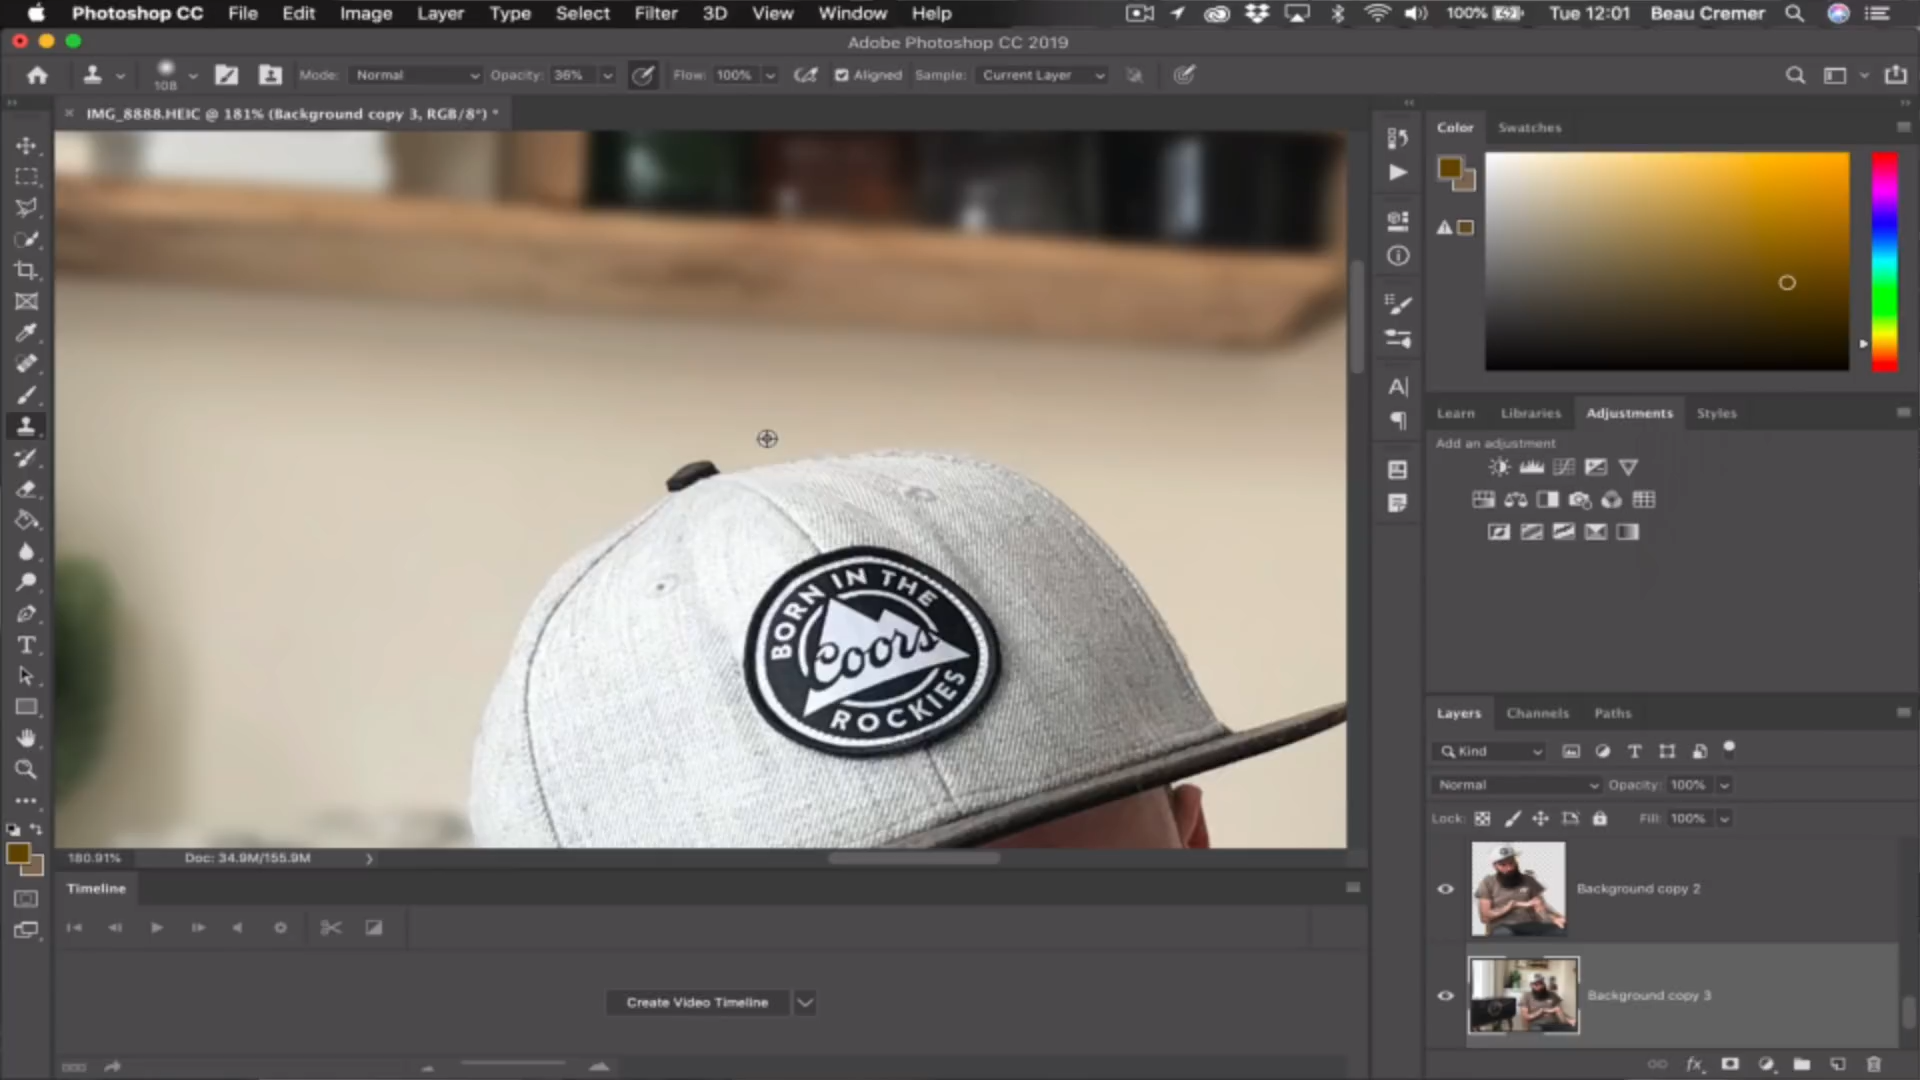 Photoshop CC File Edit Image Layer Type Select Filter 3D View Window Help 100% Tue 12:01 Beau Cremer
Adobe Photoshop CC 2019
108 Mode: Normal Opacity: 36% Flow: 100% Aligned Sample: Current Layer
IMG_8888.HEIC @ 181% (Background copy 3, RGB/8*) *
Color Swatches
BORN IN THE
Coors
ROCKIES
Learn Libraries Adjustments Styles
Add an adjustment
Layers Channels Paths
Kind
Normal Opacity: 100%
Lock: Fill: 100%
Background copy 2
Background copy 3
180.91% Doc: 34.9M/155.9M
Timeline
Create Video Timeline